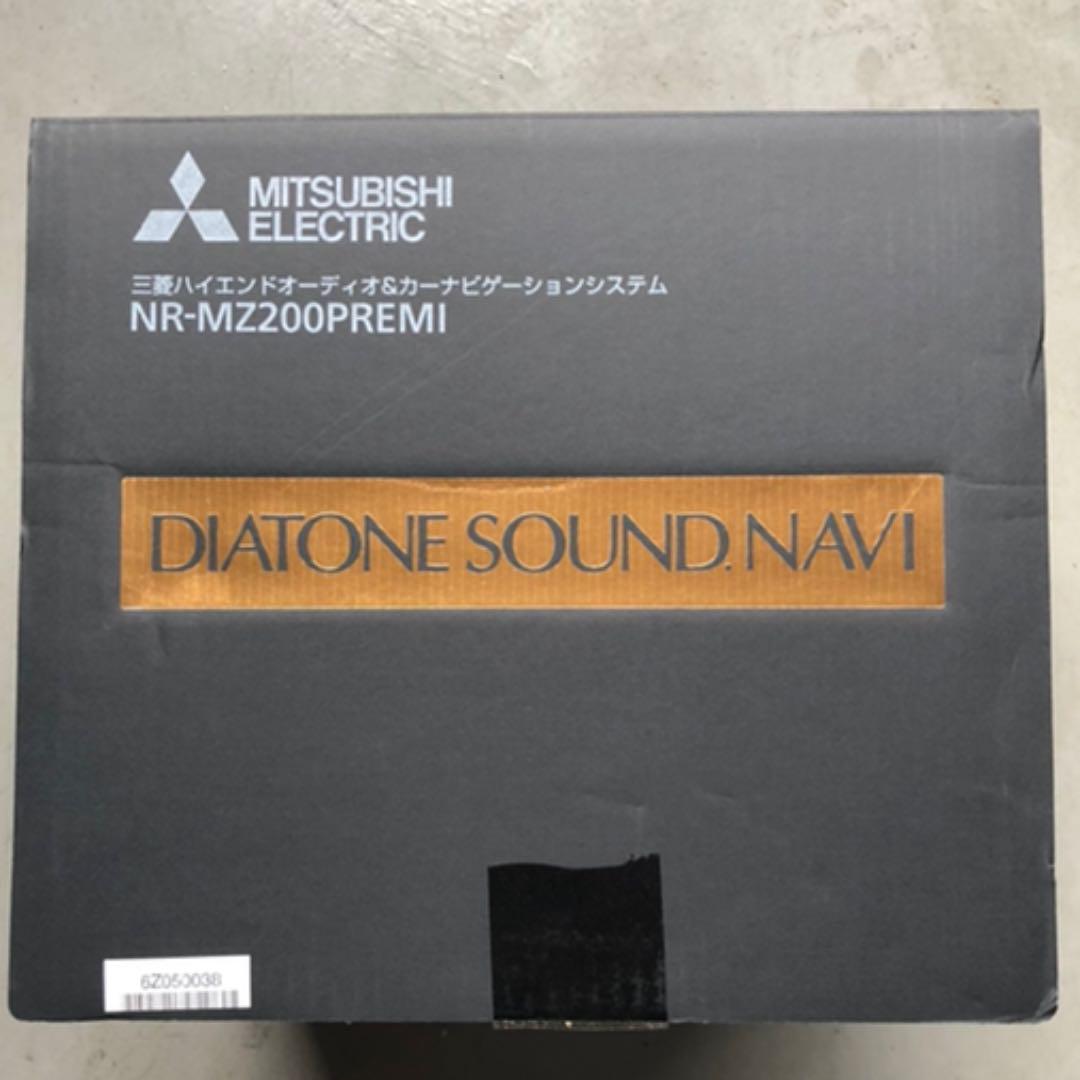 MITSUBISHI
ELECTRIC
三菱ハイエンドオーディオ&カーナビゲーションシステム
NR-MZ200PREMI
DIATONE SOUND. NAVI
6Z050038